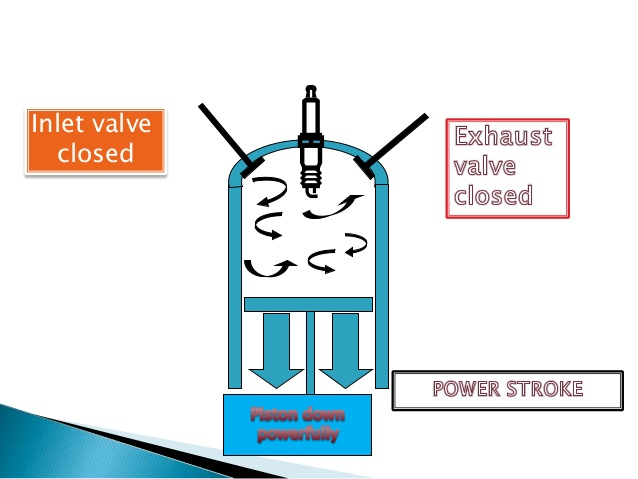 Inlet valve
closed
Exhaust
valve
closed
POWER STROKE
Piston down
powerfully